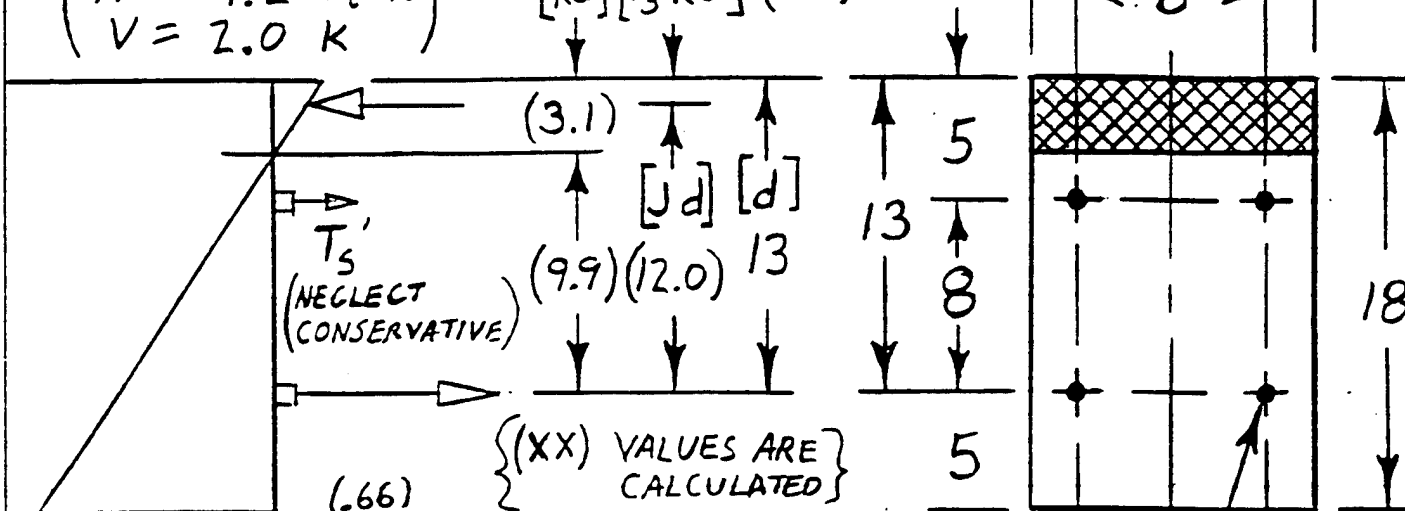 V = 2.0 K
(3.1)
[Jd] [d]
13
(9.9) (12.0)
T_s'
(NEGLECT
CONSERVATIVE)
{(XX) VALUES ARE
CALCULATED}
(.66)
13
5
8
5
18